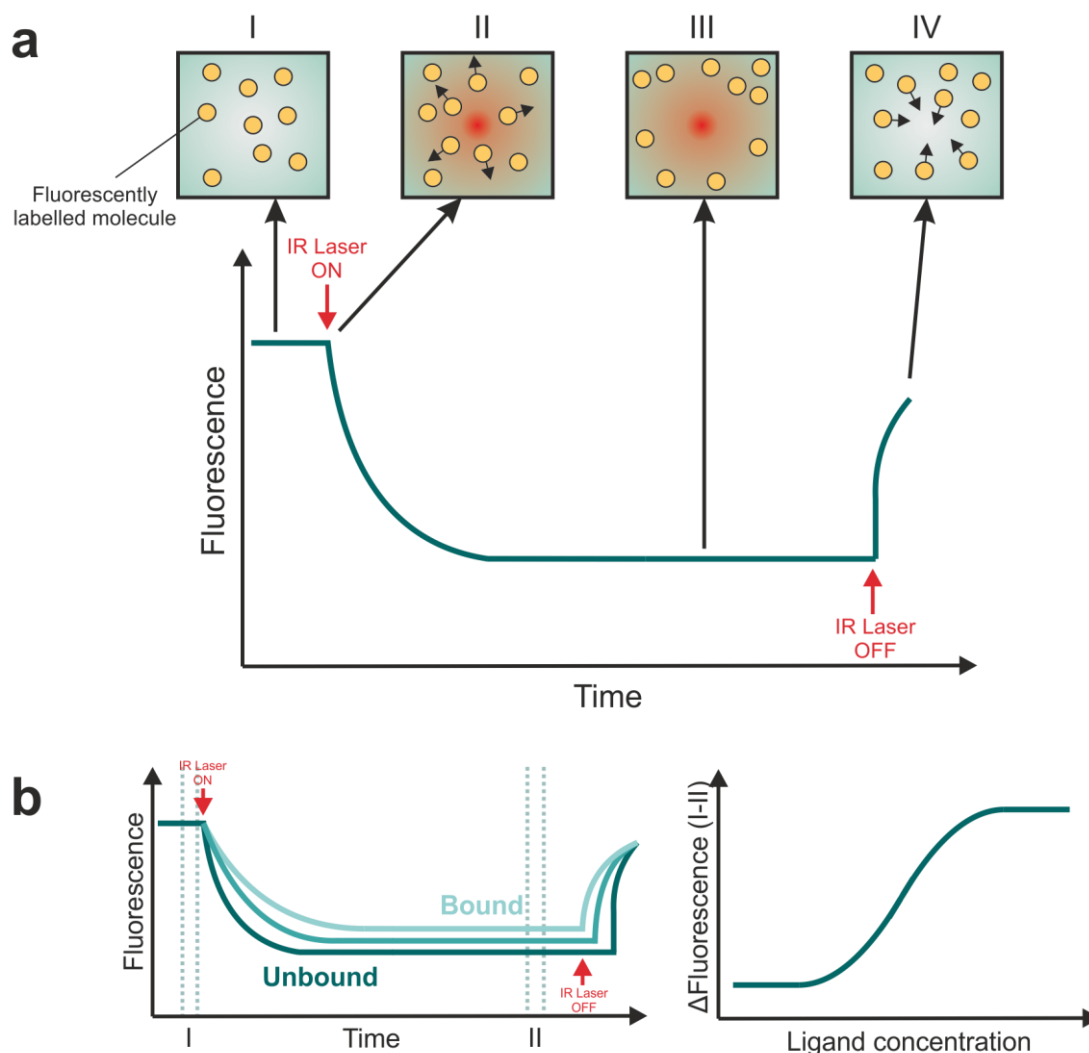 a
I
II
III
IV
Fluorescently
labelled molecule
IR Laser
ON
Fluorescence
IR Laser
OFF
Time
b
IR Laser
ON
Fluorescence
Bound
Unbound
IR Laser
OFF
I
Time
II
ΔFluorescence (I-II)
Ligand concentration